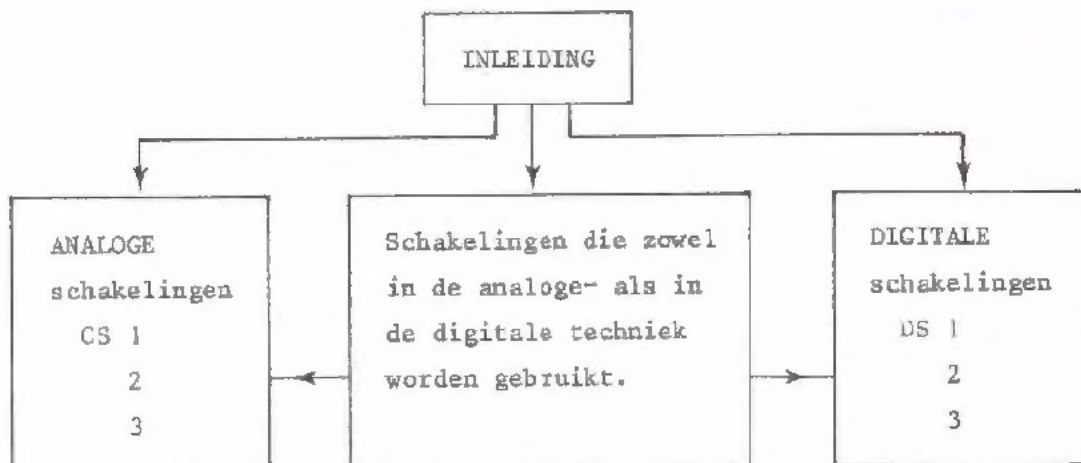 INLEIDING
ANALOGE
schakelingen
CS 1
2
3
Schakelingen die zowel
in de analoge- als in
de digitale techniek
worden gebruikt.
DIGITALE
schakelingen
DS 1
2
3